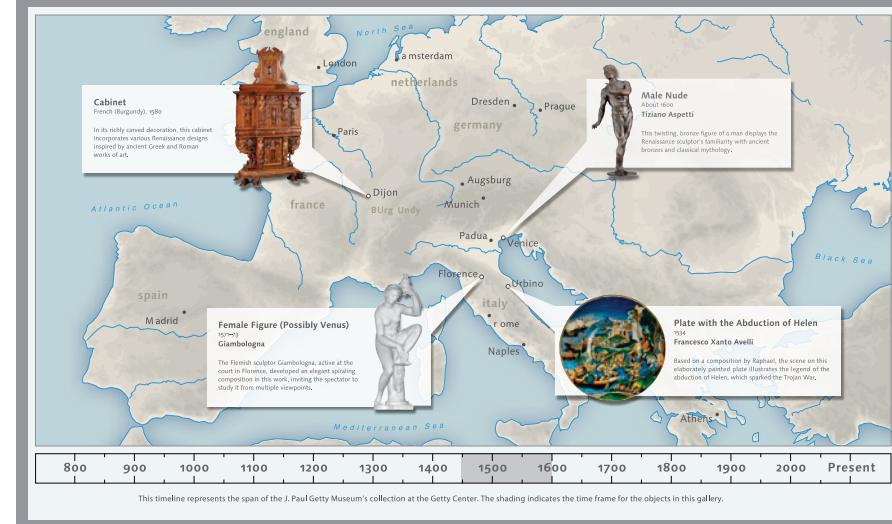 england
North Sea
London
amsterdam
netherlands
Cabinet
French (Burgundy), 1580
In its richly carved decoration, this cabinet
incorporates various Renaissance designs
inspired by ancient Greek and Roman
works of art.
Dresden
Prague
Male Nude
About 1600
Tiziano Aspetti
This twisting, bronze figure of a man displays the
Renaissance sculptor's familiarity with ancient
bronzes and classical mythology.
Paris
germany
Augsburg
Dijon
Munich
Atlantic Ocean
france
BUrg Undy
Padua
Venice
Black Sea
Florence
Urbino
spain
italy
Madrid
rome
Naples
Female Figure (Possibly Venus)
1571–73
Giambologna
The Flemish sculptor Giambologna, active at the
court in Florence, developed an elegant spiraling
composition in this work, inviting the spectator to
study it from multiple viewpoints.
Plate with the Abduction of Helen
1534
Francesco Xanto Avelli
Based on a composition by Raphael, the scene on this
elaborately painted plate illustrates the legend of the
abduction of Helen, which sparked the Trojan War.
Athens
Mediterranean Sea
800 900 1000 1100 1200 1300 1400 1500 1600 1700 1800 1900 2000 Present
This timeline represents the span of the J. Paul Getty Museum's collection at the Getty Center. The shading indicates the time frame for the objects in this gallery.